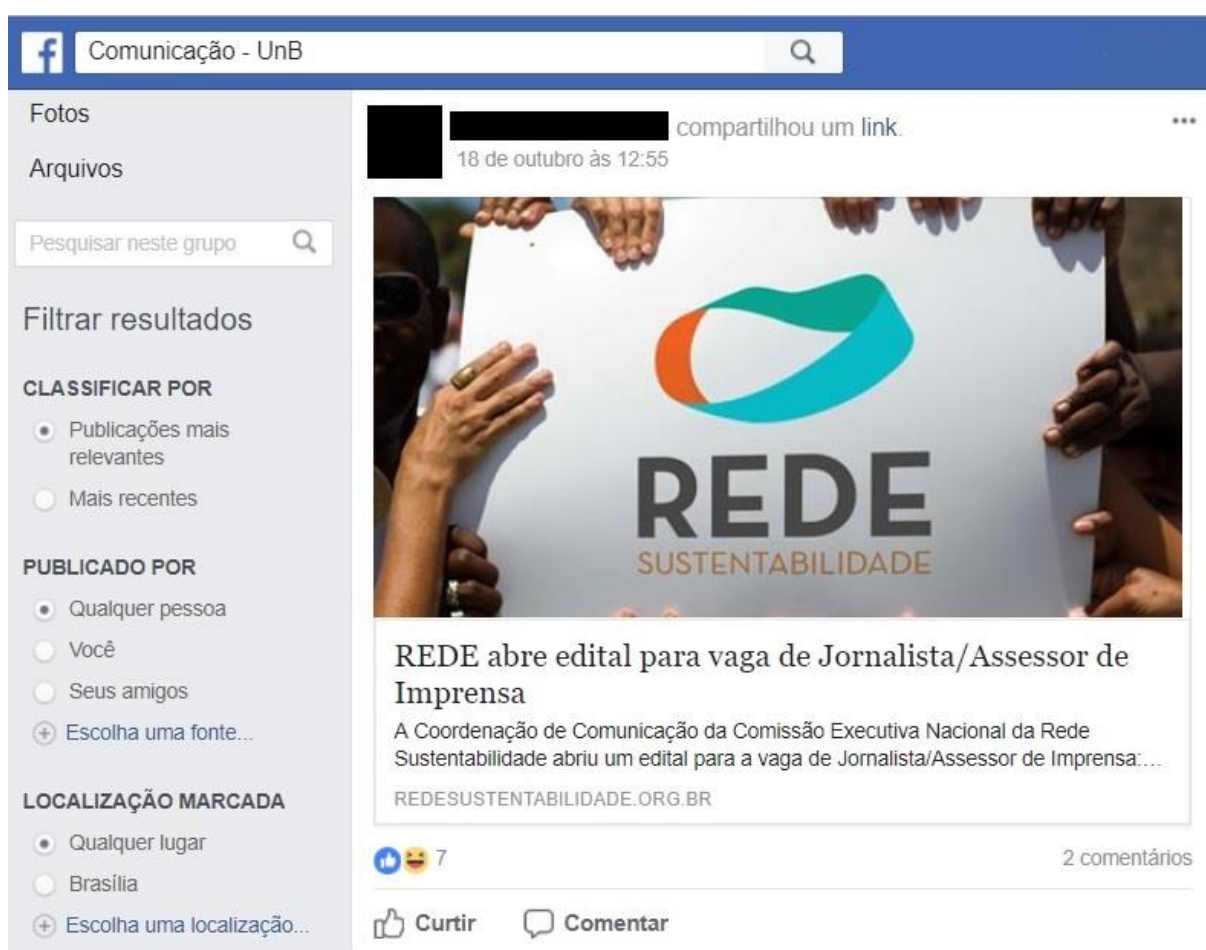 f
Comunicação - UnB
Fotos
Arquivos
Pesquisar neste grupo
Filtrar resultados
CLASSIFICAR POR
Publicações mais
relevantes
Mais recentes
PUBLICADO POR
Qualquer pessoa
Você
Seus amigos
Escolha uma fonte...
LOCALIZAÇÃO MARCADA
Qualquer lugar
Brasília
Escolha uma localização...
compartilhou um link.
18 de outubro às 12:55
REDE
SUSTENTABILIDADE
REDE abre edital para vaga de Jornalista/Assessor de
Imprensa
A Coordenação de Comunicação da Comissão Executiva Nacional da Rede
Sustentabilidade abriu um edital para a vaga de Jornalista/Assessor de Imprensa:...
REDESUSTENTABILIDADE.ORG.BR
7
2 comentários
Curtir
Comentar